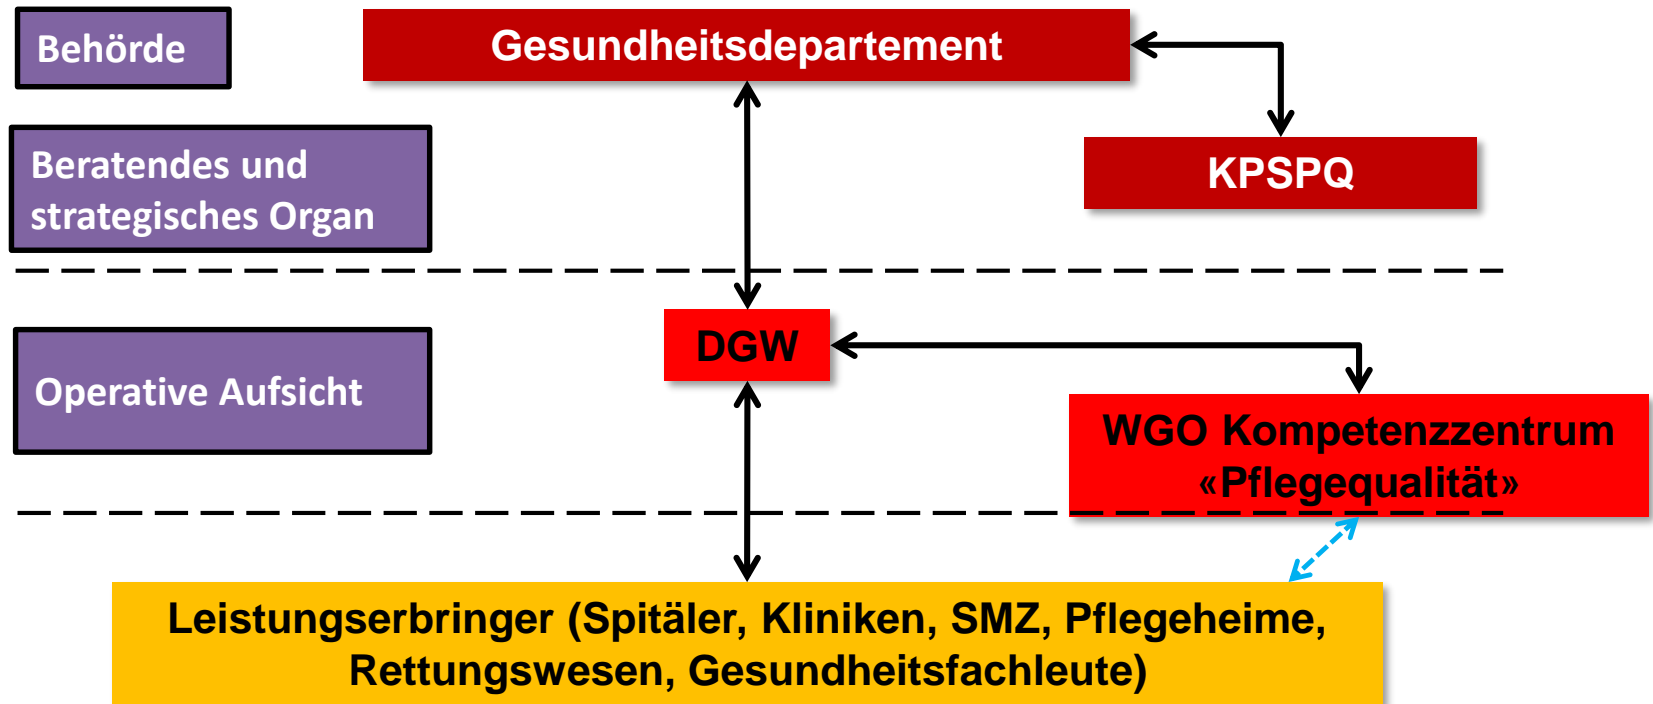 Behörde
Gesundheitsdepartement
Beratendes und
strategisches Organ
KPSPQ
DGW
Operative Aufsicht
WGO Kompetenzzentrum
«Pflegequalität»
Leistungserbringer (Spitäler, Kliniken, SMZ, Pflegeheime,
Rettungswesen, Gesundheitsfachleute)